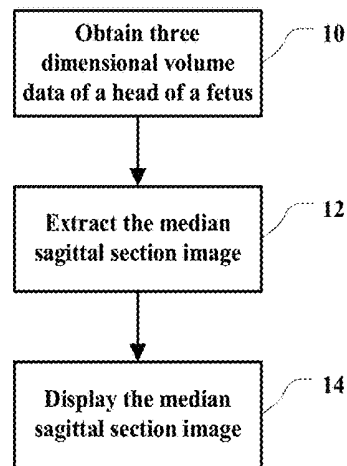 Obtain three
dimensional volume
data of a head of a fetus
10
Extract the median
sagittal section image
12
Display the median
sagittal section image
14